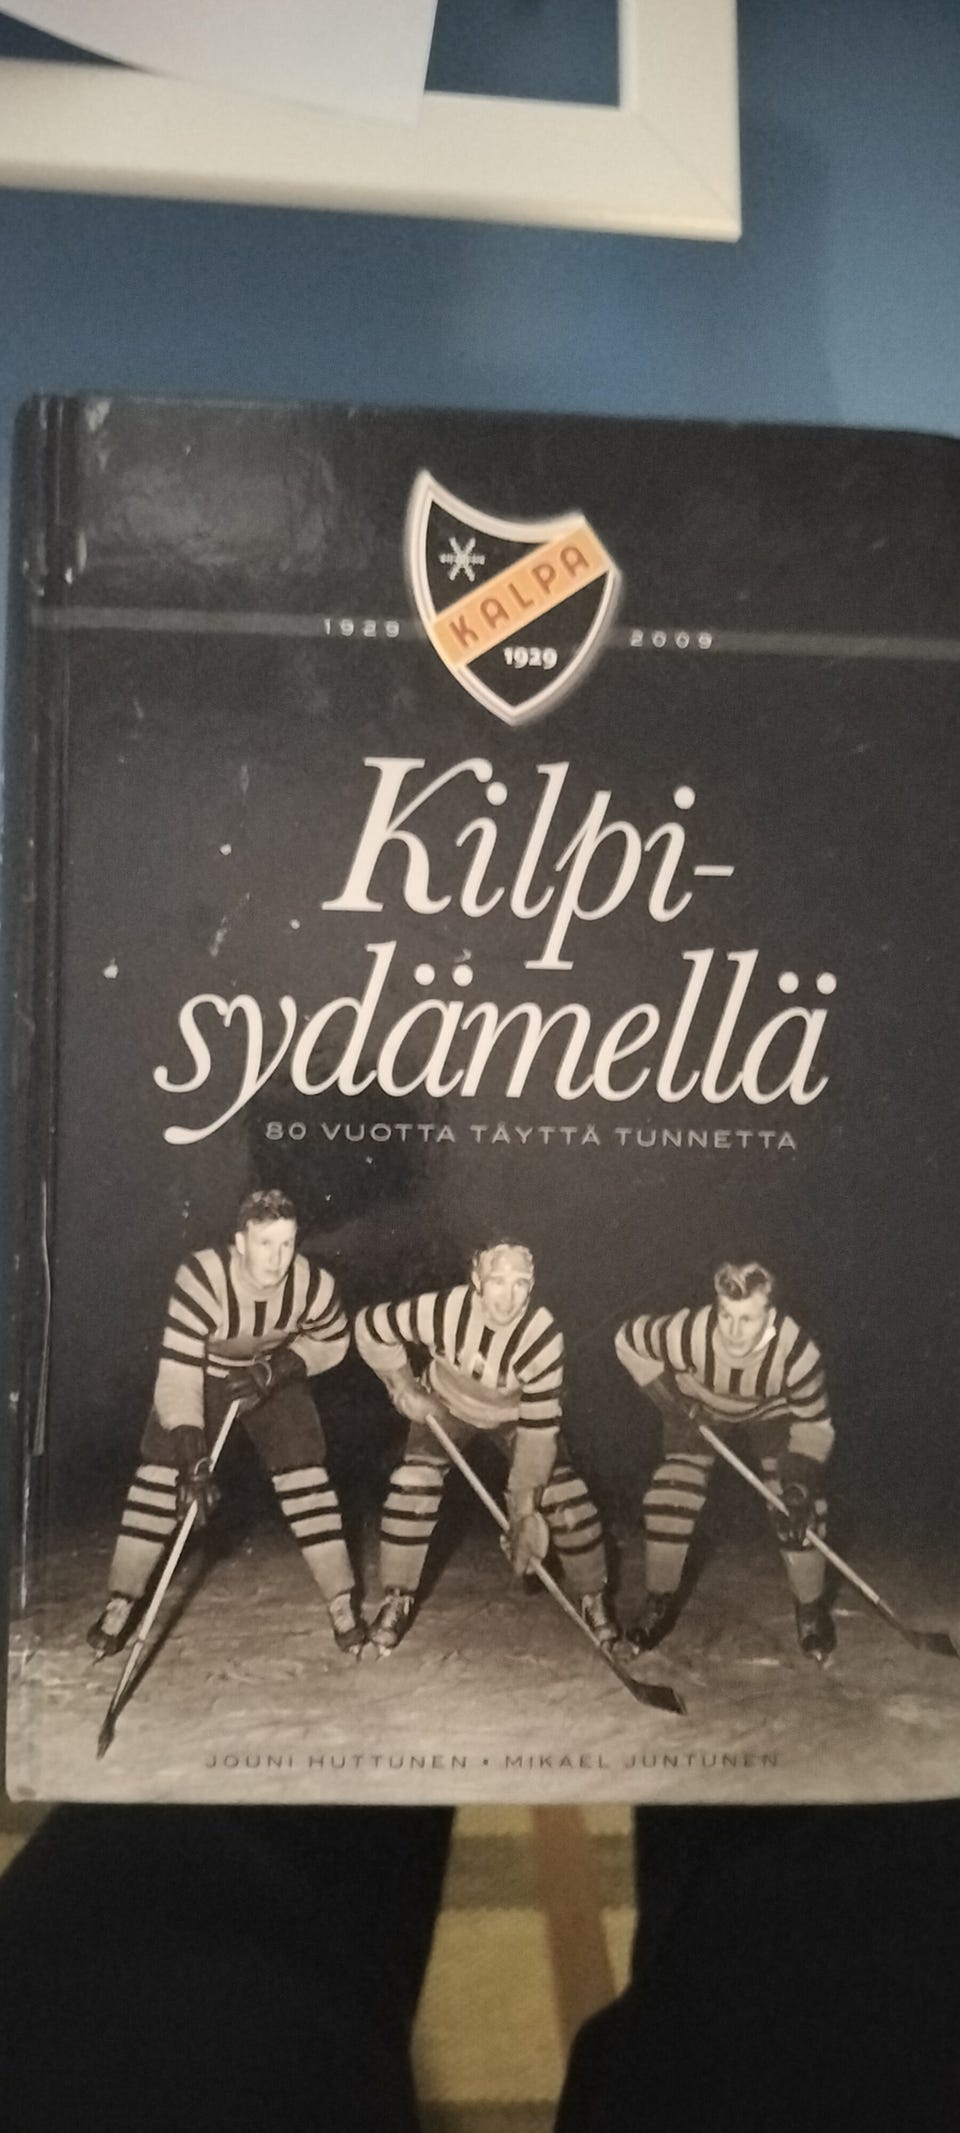 KALPA
1929
1929 2009
Kilpi-
sydämellä
80 VUOTTA TÄYTTÄ TUNNETTA
JOUNI HUTTUNEN • MIKAEL JUNTUNEN